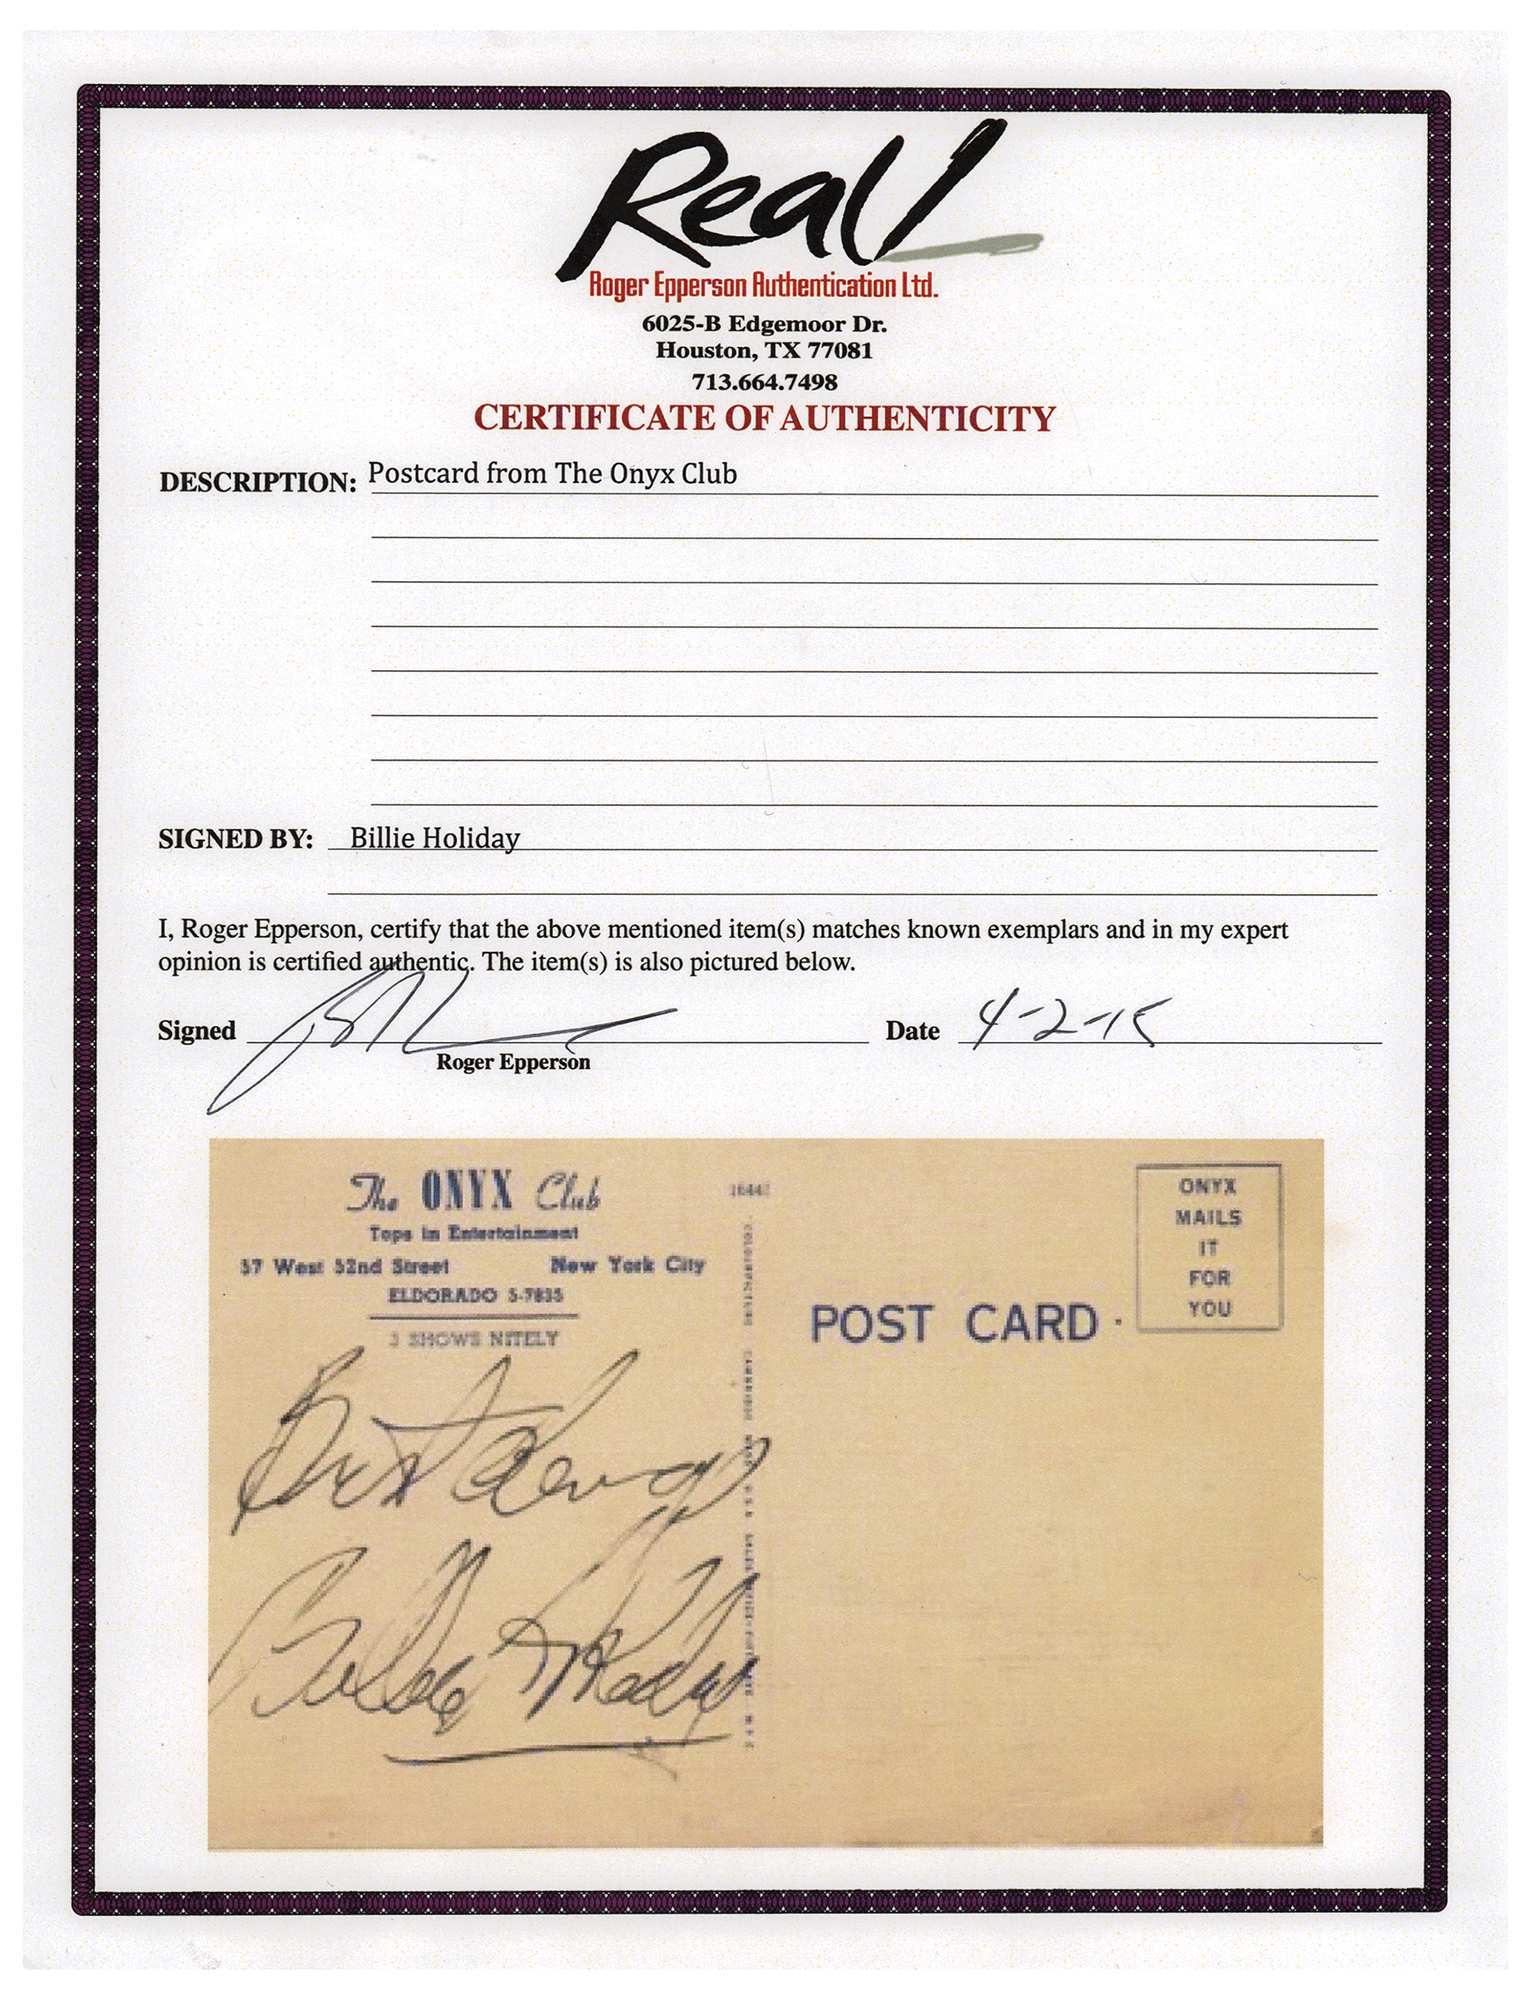 Real
Roger Epperson Authentication Ltd.
6025-B Edgemoor Dr.
Houston, TX 77081
713.664.7498
CERTIFICATE OF AUTHENTICITY
DESCRIPTION: Postcard from The Onyx Club
SIGNED BY: Billie Holiday
I, Roger Epperson, certify that the above mentioned item(s) matches known exemplars and in my expert
opinion is certified authentic. The item(s) is also pictured below.
Signed
Date 4-2-15
Roger Epperson
The ONYX Club
Tops in Entertainment
57 West 52nd Street New York City
ELDORADO 5-7835
3 SHOWS NITELY
Billie Holiday
POST CARD
ONYX
MAILS
IT
FOR
YOU